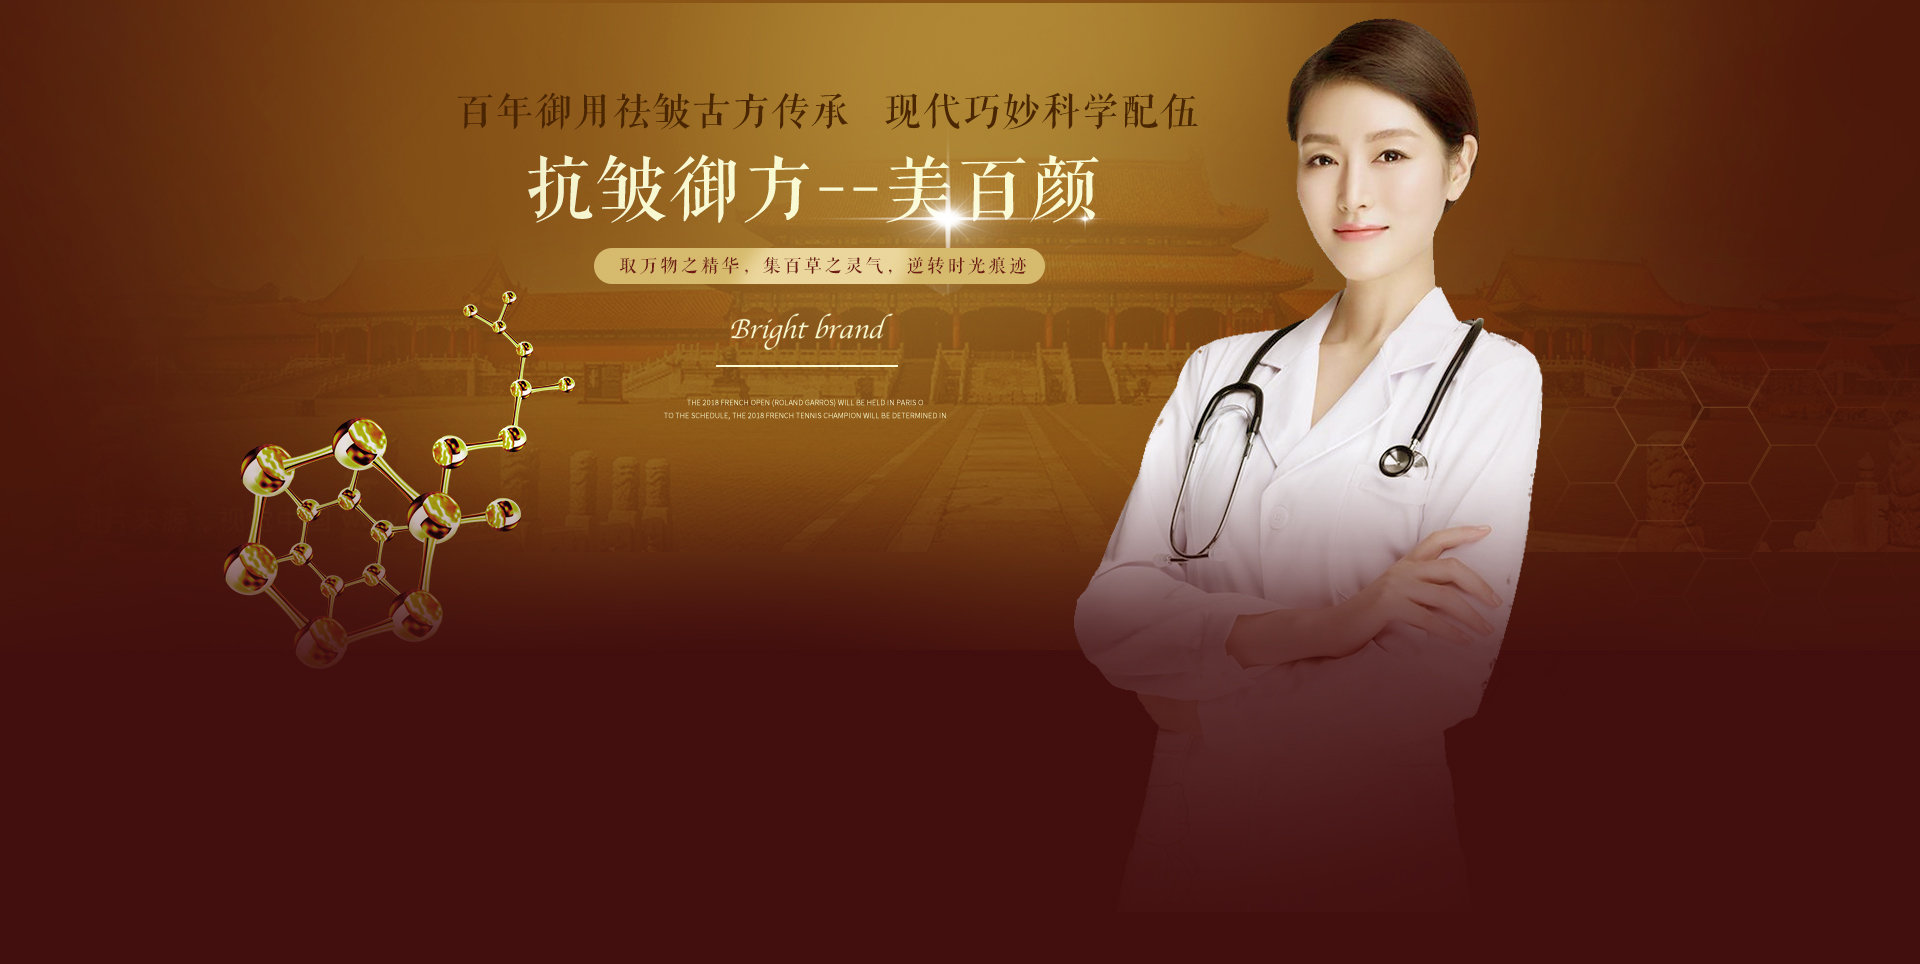 百年御用祛皱古方传承 现代巧妙科学配伍
抗皱御方--美百颜
取万物之精华，集百草之灵气，逆转时光痕迹
Bright brand
THE 2018 FRENCH OPEN (ROLAND GARROS) WILL BE HELD IN PARIS O
TO THE SCHEDULE, THE 2018 FRENCH TENNIS CHAMPION WILL BE DETERMINED IN